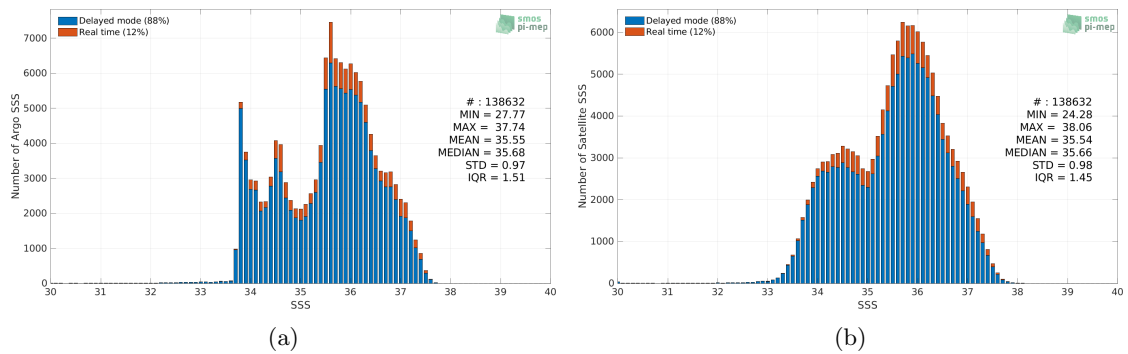 Delayed mode (88%)
Real time (12%)
smos
pi-mep
7000
6000
5000
4000
3000
2000
1000
0
Number of Argo SSS
# : 138632
MIN = 27.77
MAX = 37.74
MEAN = 35.55
MEDIAN = 35.68
STD = 0.97
IQR = 1.51
30 31 32 33 34 35 36 37 38 39 40
SSS
(a)
Delayed mode (88%)
Real time (12%)
smos
pi-mep
6000
5000
4000
3000
2000
1000
0
Number of Satellite SSS
# : 138632
MIN = 24.28
MAX = 38.06
MEAN = 35.54
MEDIAN = 35.66
STD = 0.98
IQR = 1.45
30 31 32 33 34 35 36 37 38 39 40
SSS
(b)